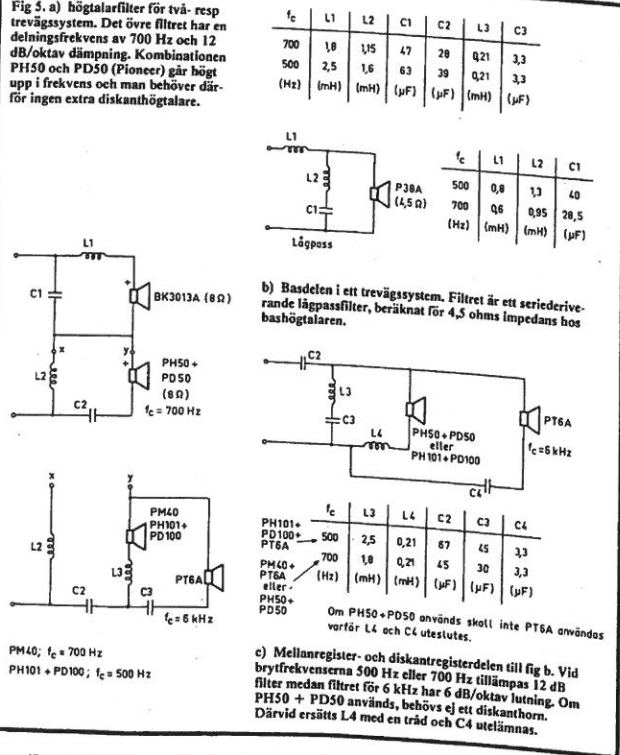 Fig 5. a) högtalarfilter för två- resp
trevägssystem. Det övre filtret har en
delningsfrekvens av 700 Hz och 12
dB/oktav dämpning. Kombinationen
PH50 och PD50 (Pioneer) går högt
upp i frekvens och man behöver där-
för ingen extra diskanthögtalare.
fc L1 L2 C1 C2 L3 C3
700 1,8 1,15 47 28 0,21 3,3
500 2,5 1,6 63 39 0,21 3,3
(Hz) (mH) (mH) (µF) (µF) (mH) (µF)
L1
L2
C1
P38A
(4,5 Ω)
Lågpass
fc L1 L2 C1
500 0,8 1,3 40
700 0,6 0,95 28,5
(Hz) (mH) (mH) (µF)
L1
C1
+
BK3013A (8Ω)
x y
+
L2
PH50+
PD50
(8Ω)
C2
fc = 700 Hz
b) Basdelen i ett trevägssystem. Filtret är ett seriederive-
rande lågpassfilter, beräknat för 4,5 ohms impedans hos
bashögtalaren.
C2
L3
C3
L4
PH50+PD50
eller
PH101+PD100
PT6A
fc=6 kHz
C4
x y
PM40
PH101+
PD100
L2
L3
PT6A
C2 C3
fc = 6 kHz
PM40; fc = 700 Hz
PH101 + PD100; fc = 500 Hz
fc L3 L4 C2 C3 C4
PH101+
PD100+
PT6A
500 2,5 0,21 67 45 3,3
PM40+
PT6A
eller
PH50+
PD50
700 1,8 0,21 45 30 3,3
(Hz) (mH) (mH) (µF) (µF) (µF)
Om PH50+PD50 används skall inte PT6A användas
varför L4 och C4 uteslutes.
c) Mellanregister- och diskantregisterdelen till fig b. Vid
brytfrekvenserna 500 Hz eller 700 Hz tillämpas 12 dB
filter medan filtret för 6 kHz har 6 dB/oktav lutning. Om
PH50 + PD50 används, behövs ej ett diskanthorn.
Därvid ersätts L4 med en tråd och C4 utelämnas.